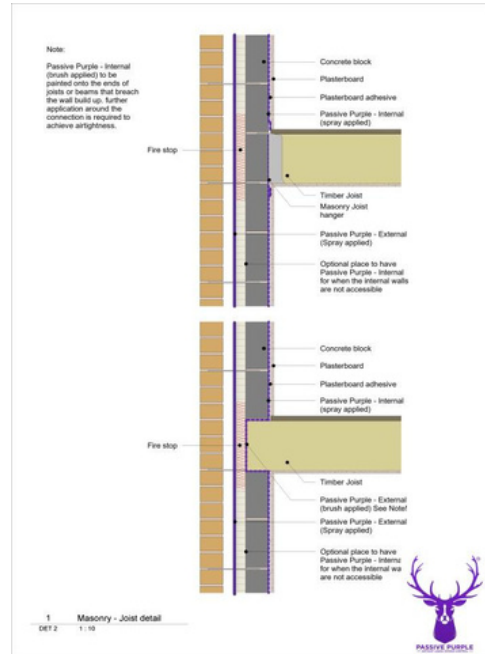 Note:
Passive Purple - Internal
(brush applied) to be
painted onto the ends of
joists or beams that breach
the wall build up. further
application around the
connection is required to
achieve airtightness.
Concrete block
Plasterboard
Plasterboard adhesive
Passive Purple - Internal
(spray applied)
Fire stop
Timber Joist
Masonry Joist
hanger
Passive Purple - External
(Spray applied)
Optional place to have
Passive Purple - Internal
for when the internal walls
are not accessible
Concrete block
Plasterboard
Plasterboard adhesive
Passive Purple - Internal
(spray applied)
Fire stop
Timber Joist
Passive Purple - External
(brush applied) See Note!
Passive Purple - External
(Spray applied)
Optional place to have
Passive Purple - Interna
for when the internal wa
are not accessible
1 Masonry - Joist detail
DET 2 1 : 10
PASSIVE PURPLE